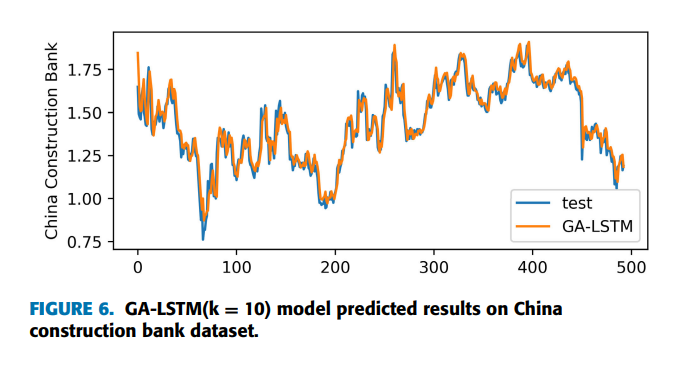 China Construction Bank
1.75
1.50
1.25
1.00
0.75
test
GA-LSTM
0 100 200 300 400 500
FIGURE 6. GA-LSTM(k = 10) model predicted results on China
construction bank dataset.